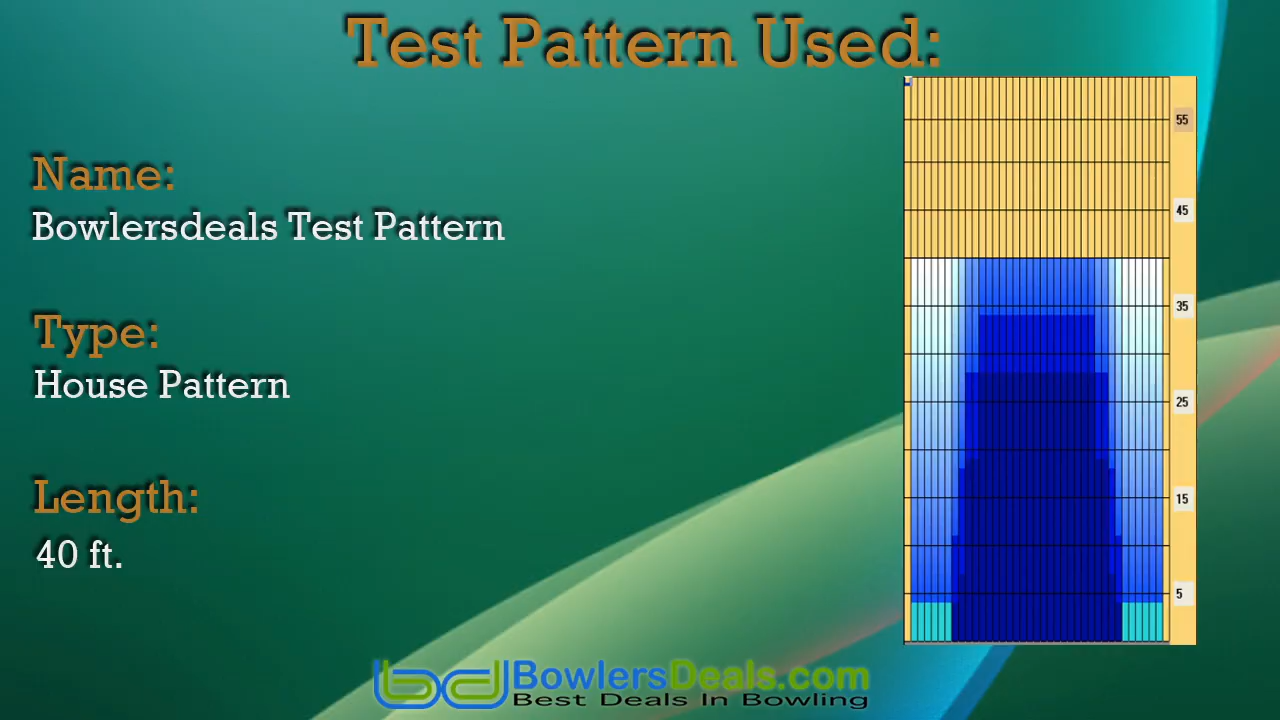 Test Pattern Used:
Name:
Bowlersdeals Test Pattern
Type:
House Pattern
Length:
40 ft.
55
45
35
25
15
5
bd BowlersDeals.com
Best Deals In Bowling